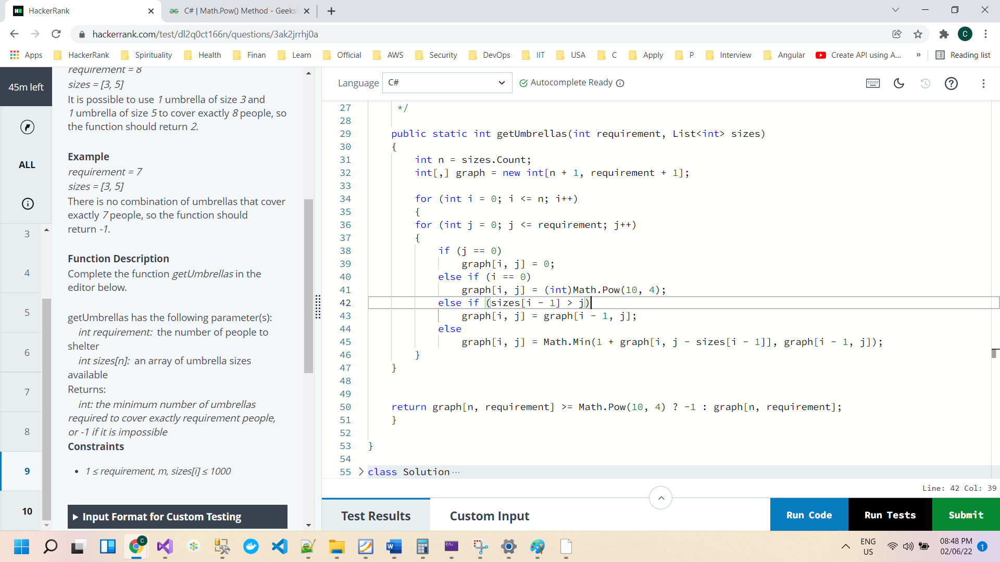 HackerRank
C# | Math.Pow() Method - Geeks
hackerrank.com/test/dl2q0ct166n/questions/3ak2jrrhj0a
C
Apps HackerRank Spirituality Health Finan Learn Official AWS Security DevOps IIT USA C Apply P Interview Angular Create API using A... » Reading list
45m left
ALL
3
4
5
6
7
8
9
10
requirement = 8
sizes = [3, 5]
It is possible to use 1 umbrella of size 3 and
1 umbrella of size 5 to cover exactly 8 people, so
the function should return 2.
Example
requirement = 7
sizes = [3, 5]
There is no combination of umbrellas that cover
exactly 7 people, so the function should
return -1.
Function Description
Complete the function getUmbrellas in the
editor below.
getUmbrellas has the following parameter(s):
int requirement: the number of people to
shelter
int sizes[n]: an array of umbrella sizes
available
Returns:
int: the minimum number of umbrellas
required to cover exactly requirement people,
or -1 if it is impossible
Constraints
• 1 ≤ requirement, m, sizes[i] ≤ 1000
Input Format for Custom Testing
Language C# Autocomplete Ready
27 */
28
29 public static int getUmbrellas(int requirement, List<int> sizes)
30 {
31 int n = sizes.Count;
32 int[,] graph = new int[n + 1, requirement + 1];
33
34 for (int i = 0; i <= n; i++)
35 {
36 for (int j = 0; j <= requirement; j++)
37 {
38 if (j == 0)
39 graph[i, j] = 0;
40 else if (i == 0)
41 graph[i, j] = (int)Math.Pow(10, 4);
42 else if (sizes[i - 1] > j)
43 graph[i, j] = graph[i - 1, j];
44 else
45 graph[i, j] = Math.Min(1 + graph[i, j - sizes[i - 1]], graph[i - 1, j]);
46 }
47 }
48
49
50 return graph[n, requirement] >= Math.Pow(10, 4) ? -1 : graph[n, requirement];
51 }
52
53 }
54
55 class Solution ...
Line: 42 Col: 39
Test Results Custom Input Run Code Run Tests Submit
ENG
US
08:48 PM
02/06/22
1